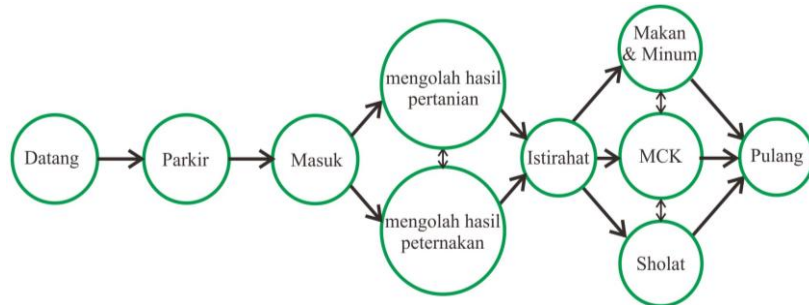 Datang
Parkir
Masuk
mengolah hasil
pertanian
mengolah hasil
peternakan
Istirahat
Makan
& Minum
MCK
Sholat
Pulang